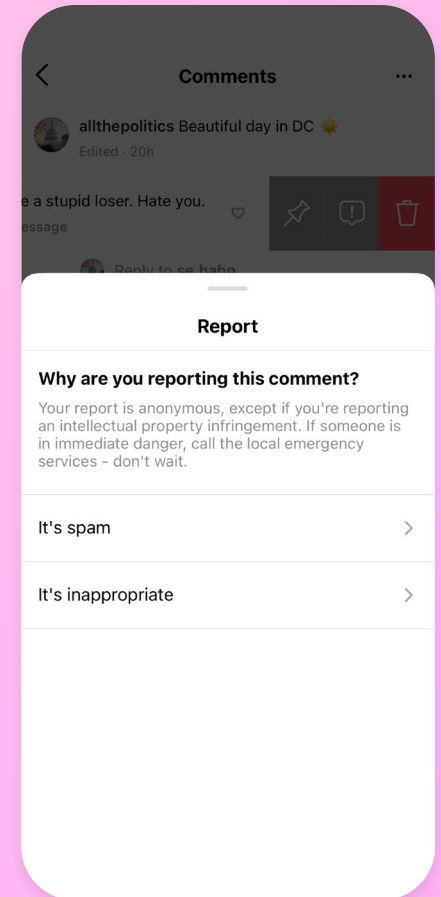 Comments
allthepolitics Beautiful day in DC
Edited · 20h
e a stupid loser. Hate you.
essage
Reply to se.hahn
Report
Why are you reporting this comment?
Your report is anonymous, except if you're reporting
an intellectual property infringement. If someone is
in immediate danger, call the local emergency
services - don't wait.
It's spam
It's inappropriate